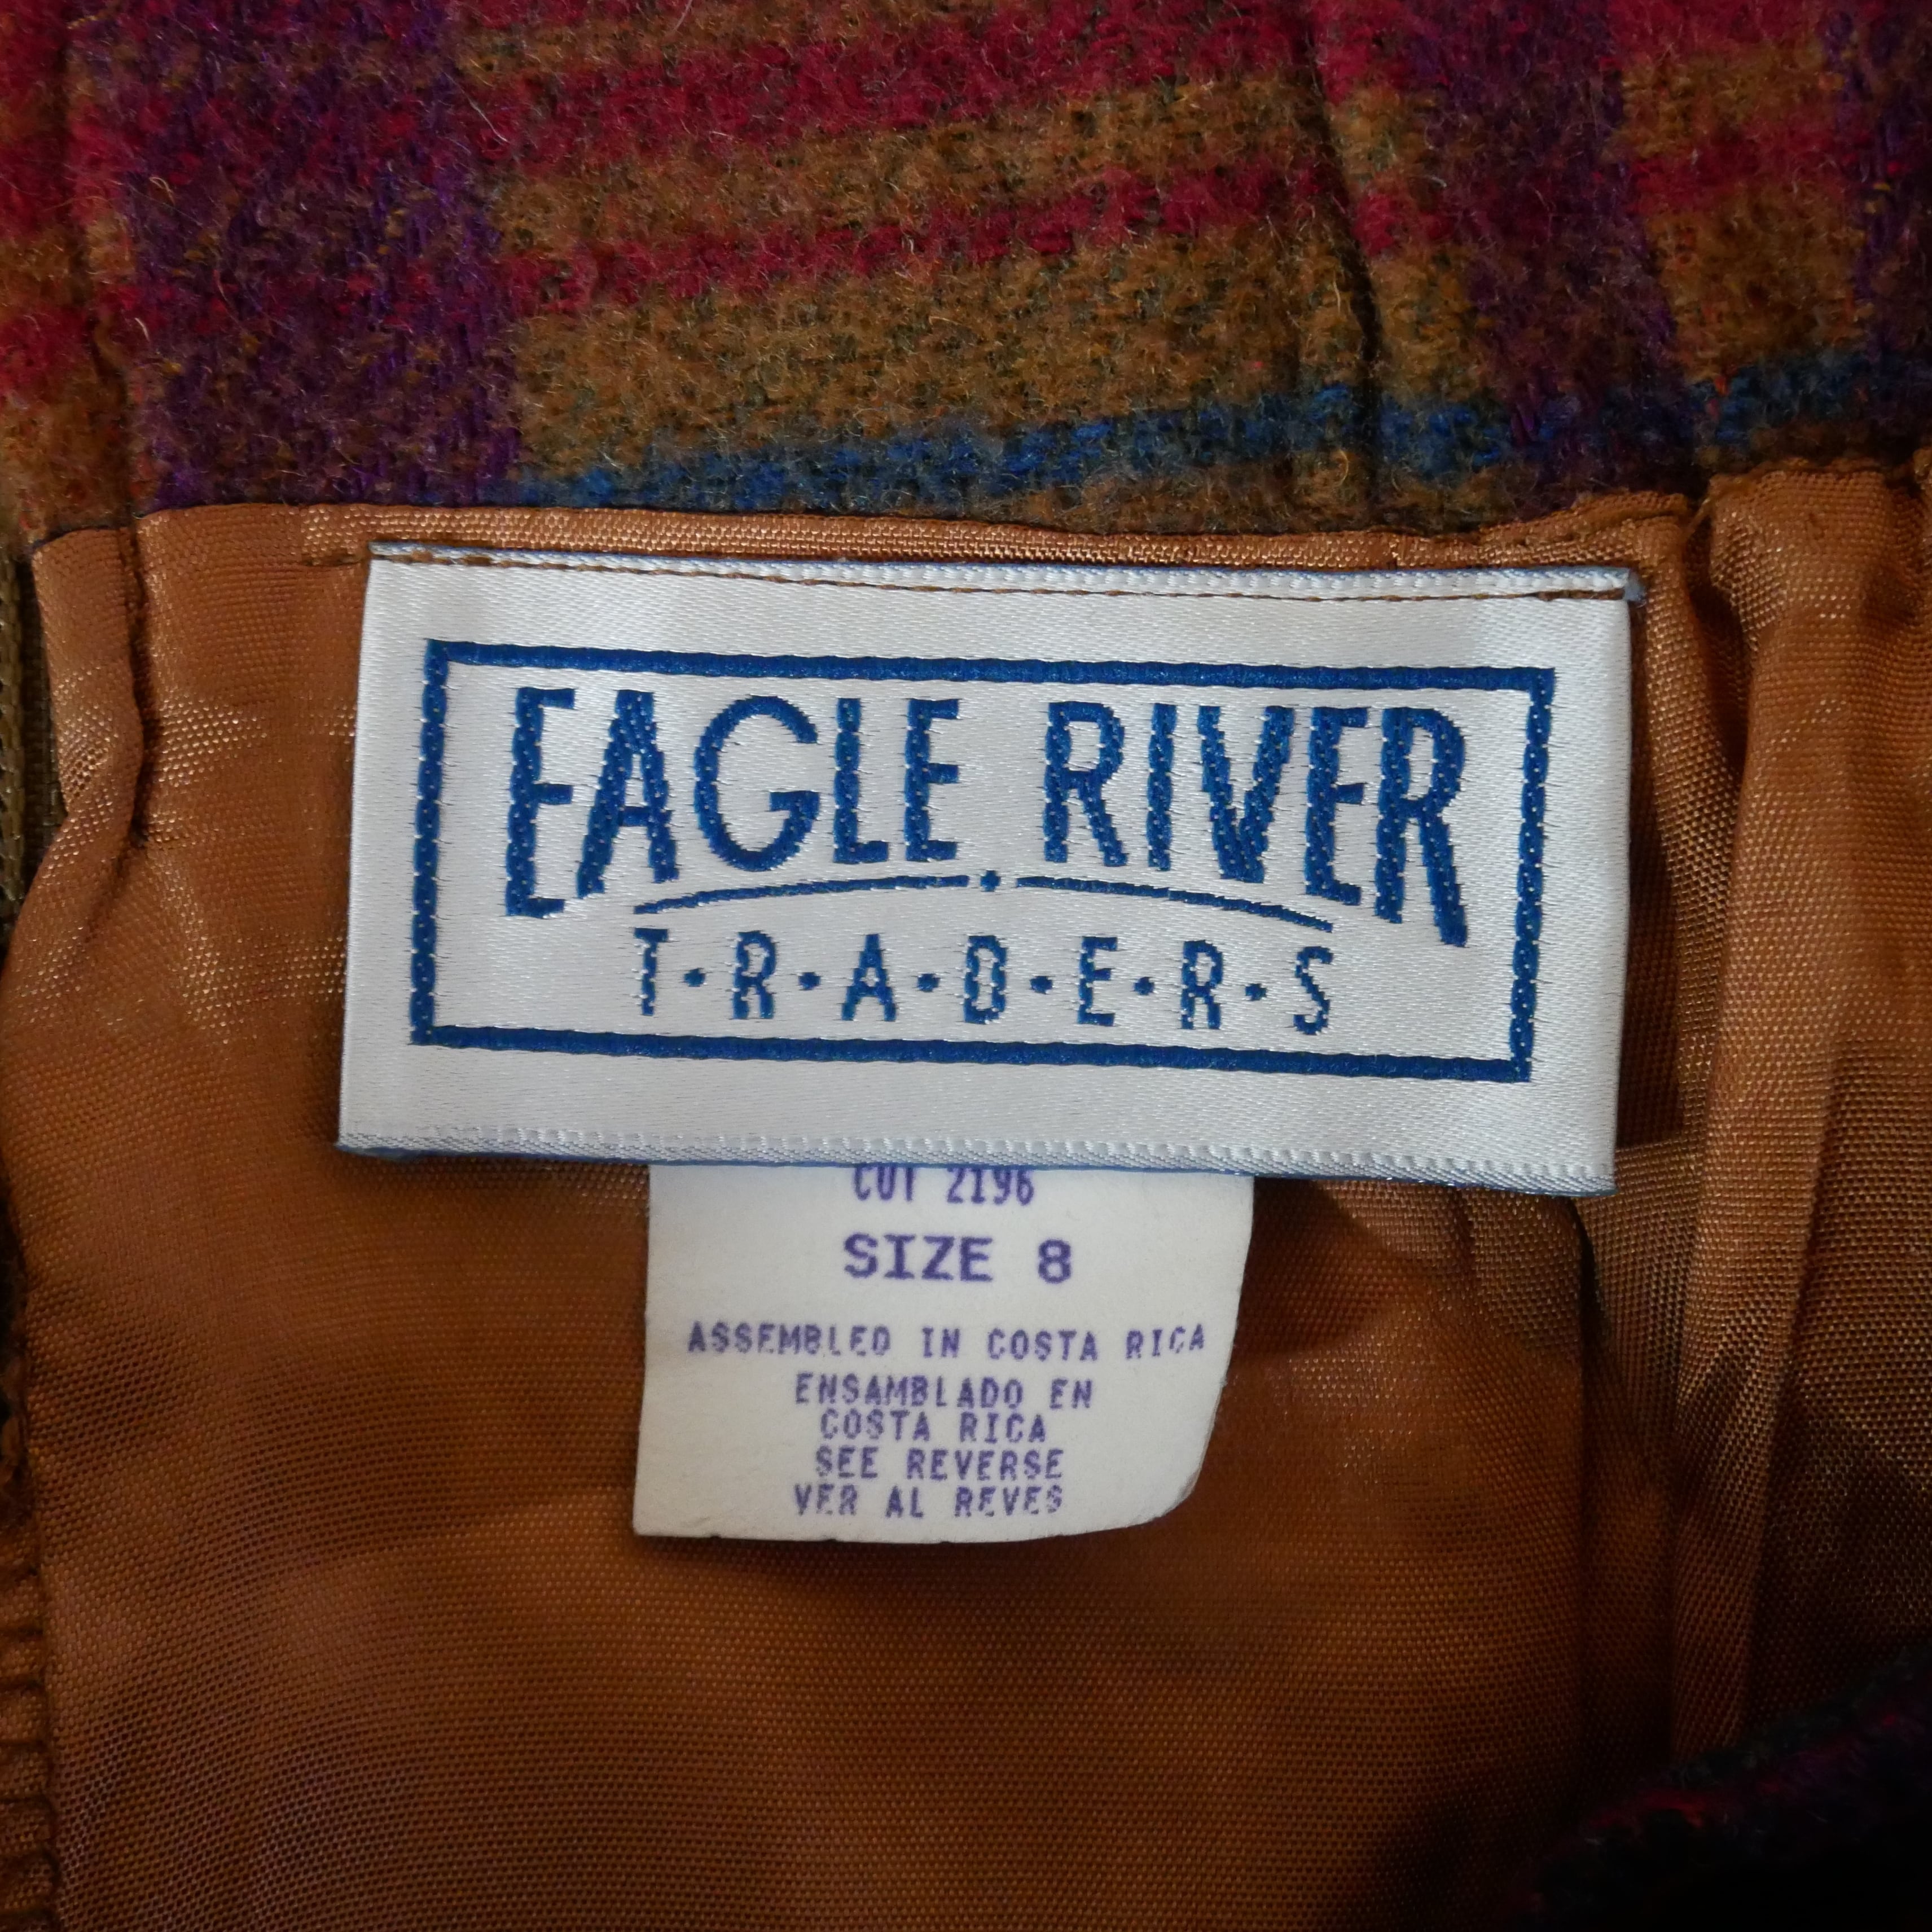 EAGLE RIVER
T·R·A·D·E·R·S
CUT 2196
SIZE 8
ASSEMBLED IN COSTA RICA
ENSAMBLADO EN
COSTA RICA
SEE REVERSE
VER AL REVES